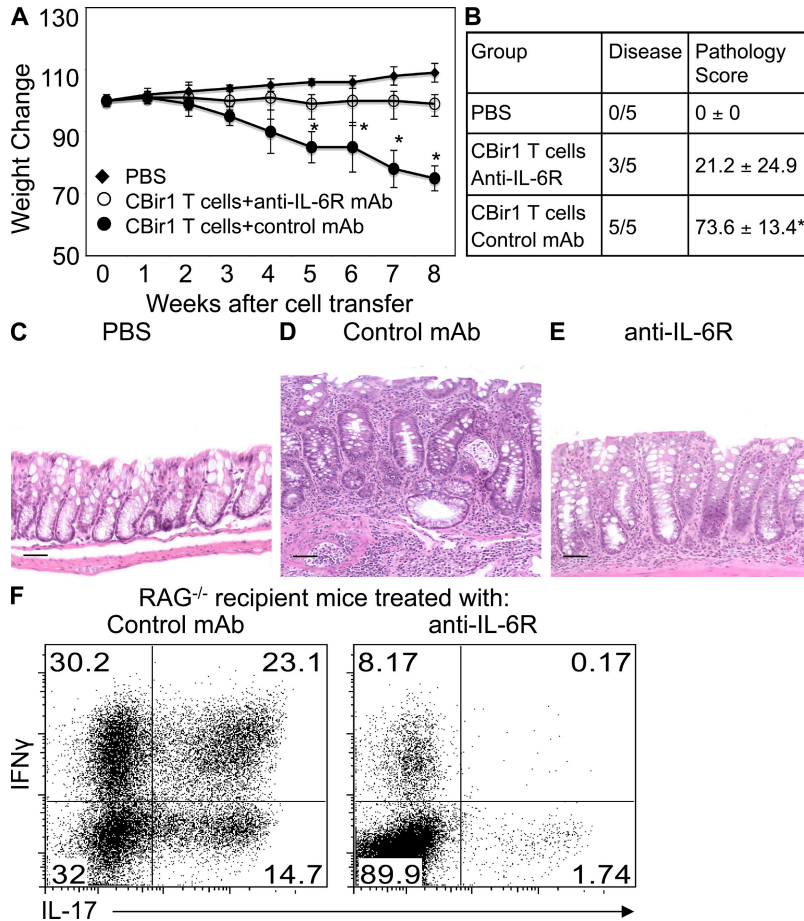 A
Weight Change
110
90
70
50
PBS
CBir1 T cells+anti-IL-6R mAb
CBir1 T cells+control mAb
* * * *
0 1 2 3 4 5 6 7 8
Weeks after cell transfer
B
Group Disease Pathology Score
PBS 0/5 0 ± 0
CBir1 T cells Anti-IL-6R 3/5 21.2 ± 24.9
CBir1 T cells Control mAb 5/5 73.6 ± 13.4*
C PBS
D Control mAb
E anti-IL-6R
F RAG-/- recipient mice treated with:
Control mAb anti-IL-6R
30.2 23.1 8.17 0.17
IFNγ
32 14.7 89.9 1.74
IL-17